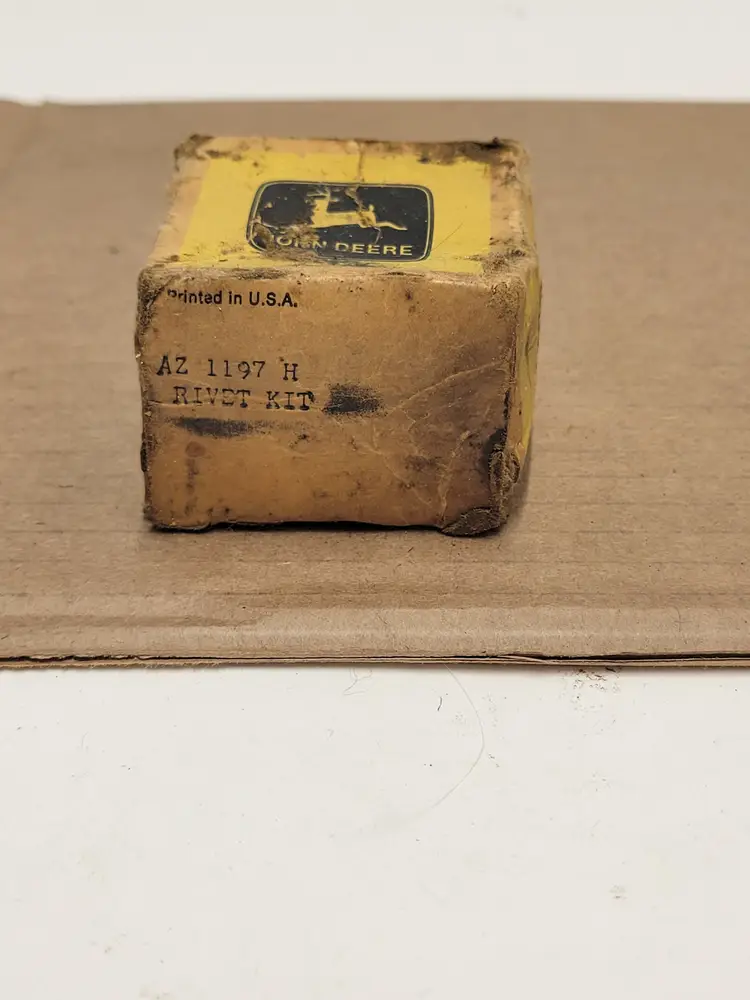 JOHN DEERE
Printed in U.S.A.
AZ 1197 H
RIVET KIT